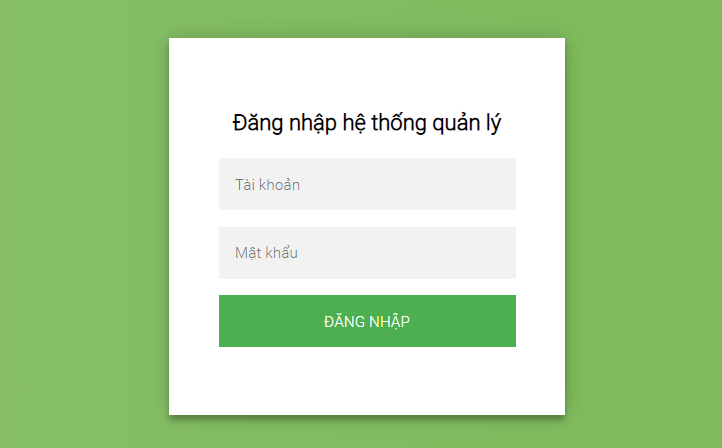 Đăng nhập hệ thống quản lý
Tài khoản
Mật khẩu
ĐĂNG NHẬP